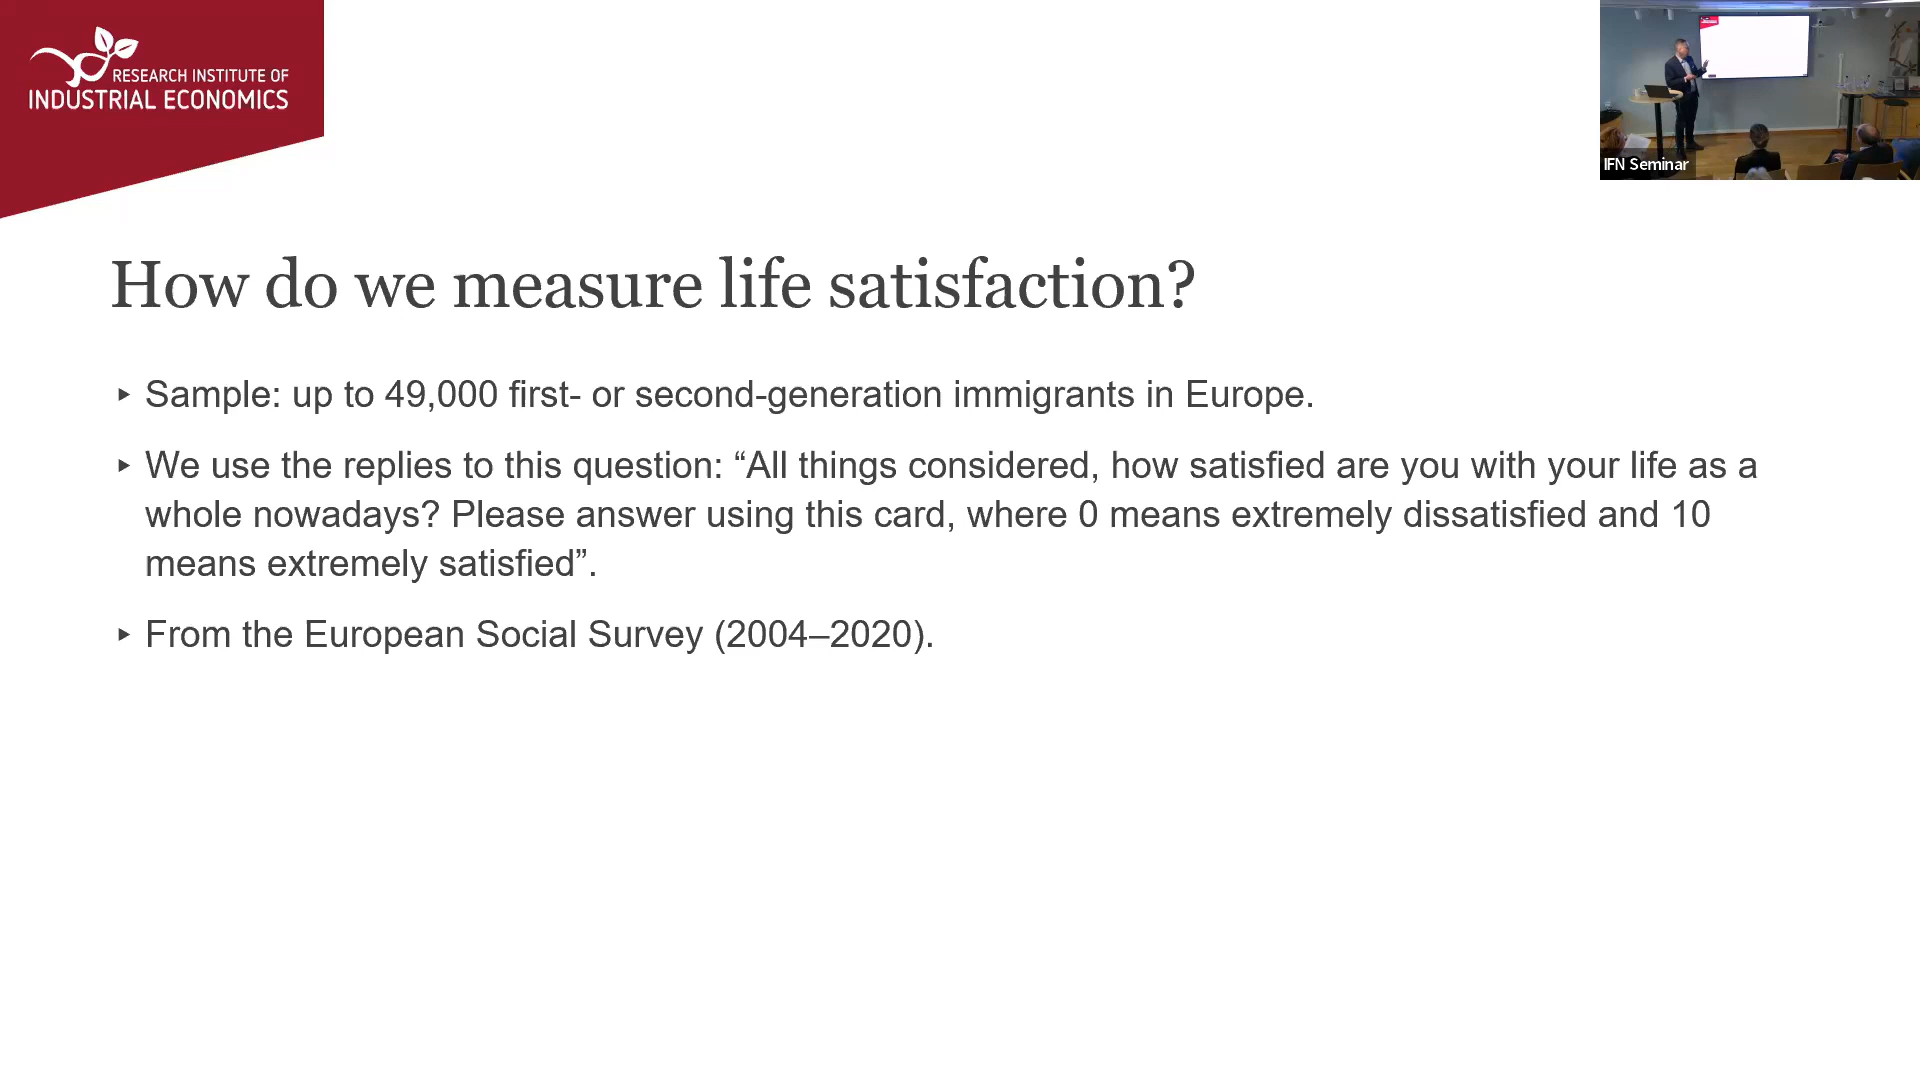 RESEARCH INSTITUTE OF
INDUSTRIAL ECONOMICS
IFN Seminar
How do we measure life satisfaction?
‣ Sample: up to 49,000 first- or second-generation immigrants in Europe.
‣ We use the replies to this question: “All things considered, how satisfied are you with your life as a
whole nowadays? Please answer using this card, where 0 means extremely dissatisfied and 10
means extremely satisfied”.
‣ From the European Social Survey (2004–2020).